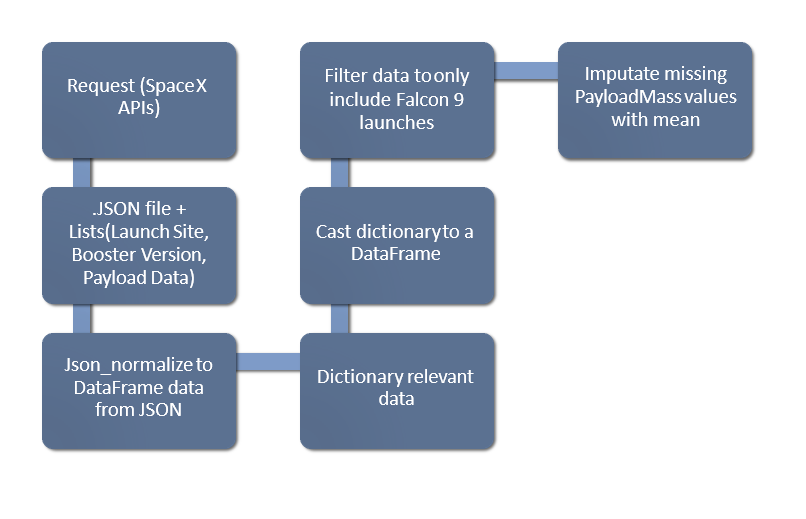 Request (SpaceX
APIs)
.JSON file +
Lists(Launch Site,
Booster Version,
Payload Data)
Json_normalize to
DataFrame data
from JSON
Dictionary relevant
data
Cast dictionary to a
DataFrame
Filter data to only
include Falcon 9
launches
Imputate missing
PayloadMass values
with mean